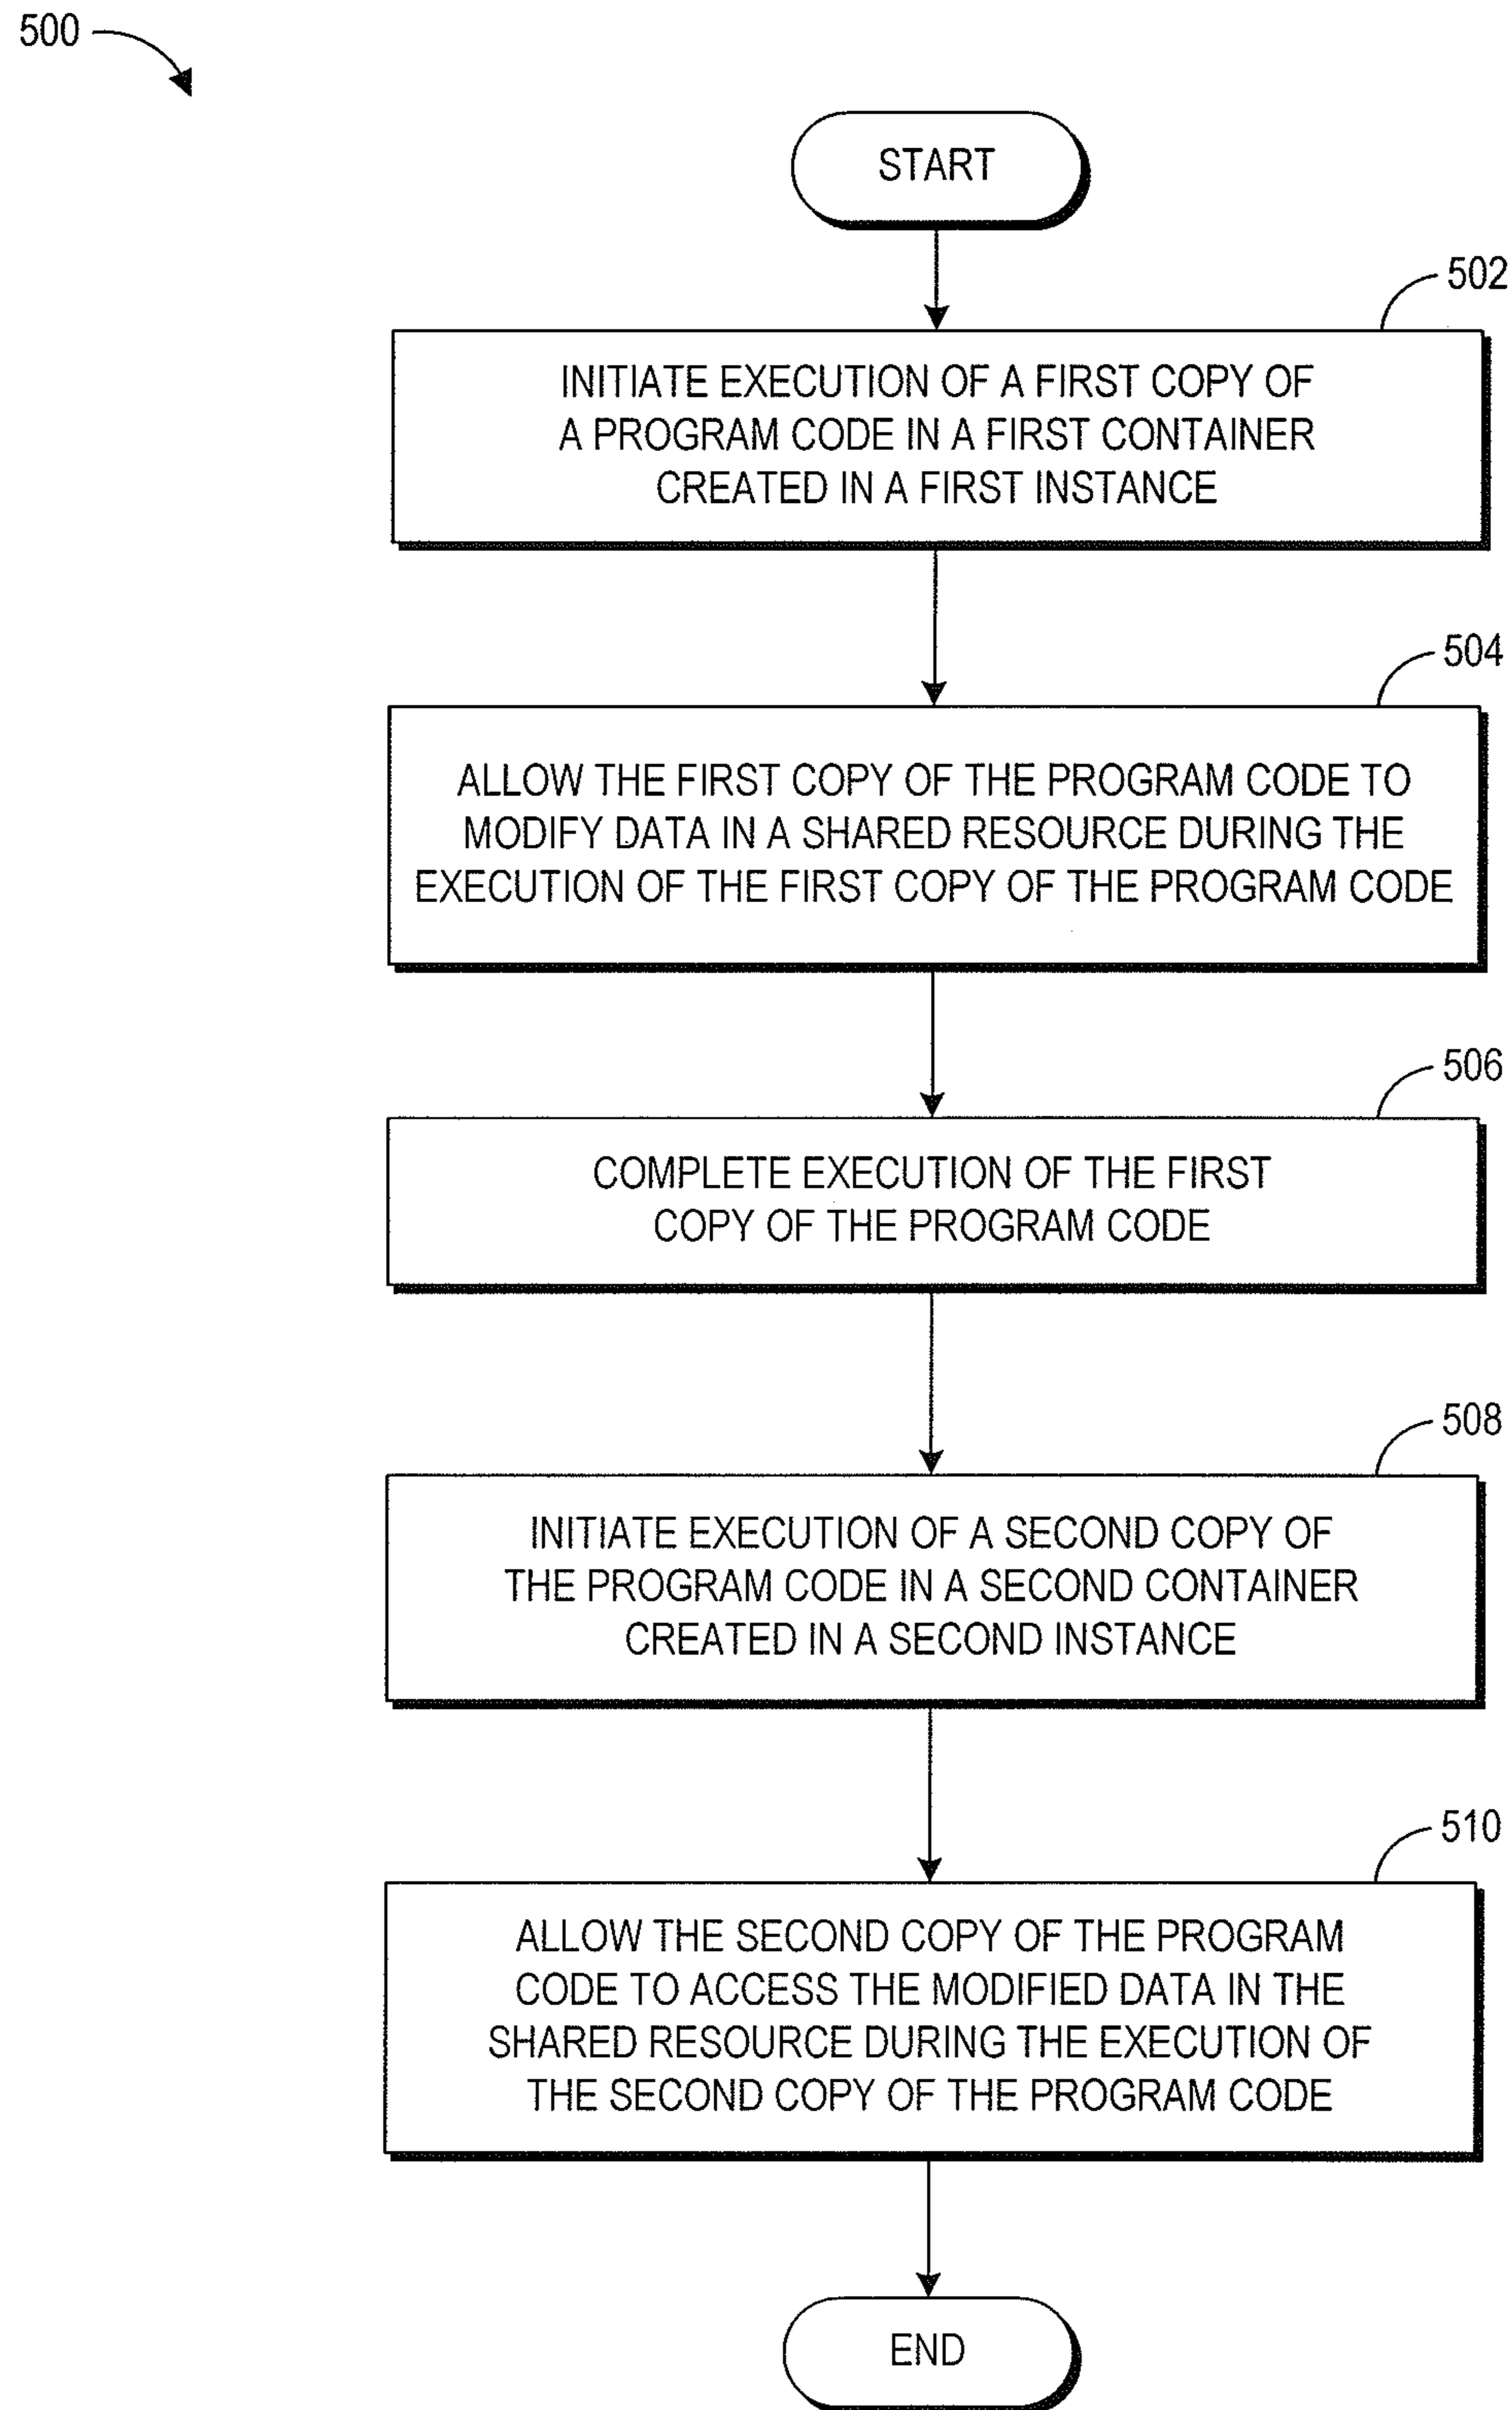 500
START
502
INITIATE EXECUTION OF A FIRST COPY OF
A PROGRAM CODE IN A FIRST CONTAINER
CREATED IN A FIRST INSTANCE
504
ALLOW THE FIRST COPY OF THE PROGRAM CODE TO
MODIFY DATA IN A SHARED RESOURCE DURING THE
EXECUTION OF THE FIRST COPY OF THE PROGRAM CODE
506
COMPLETE EXECUTION OF THE FIRST
COPY OF THE PROGRAM CODE
508
INITIATE EXECUTION OF A SECOND COPY OF
THE PROGRAM CODE IN A SECOND CONTAINER
CREATED IN A SECOND INSTANCE
510
ALLOW THE SECOND COPY OF THE PROGRAM
CODE TO ACCESS THE MODIFIED DATA IN THE
SHARED RESOURCE DURING THE EXECUTION OF
THE SECOND COPY OF THE PROGRAM CODE
END